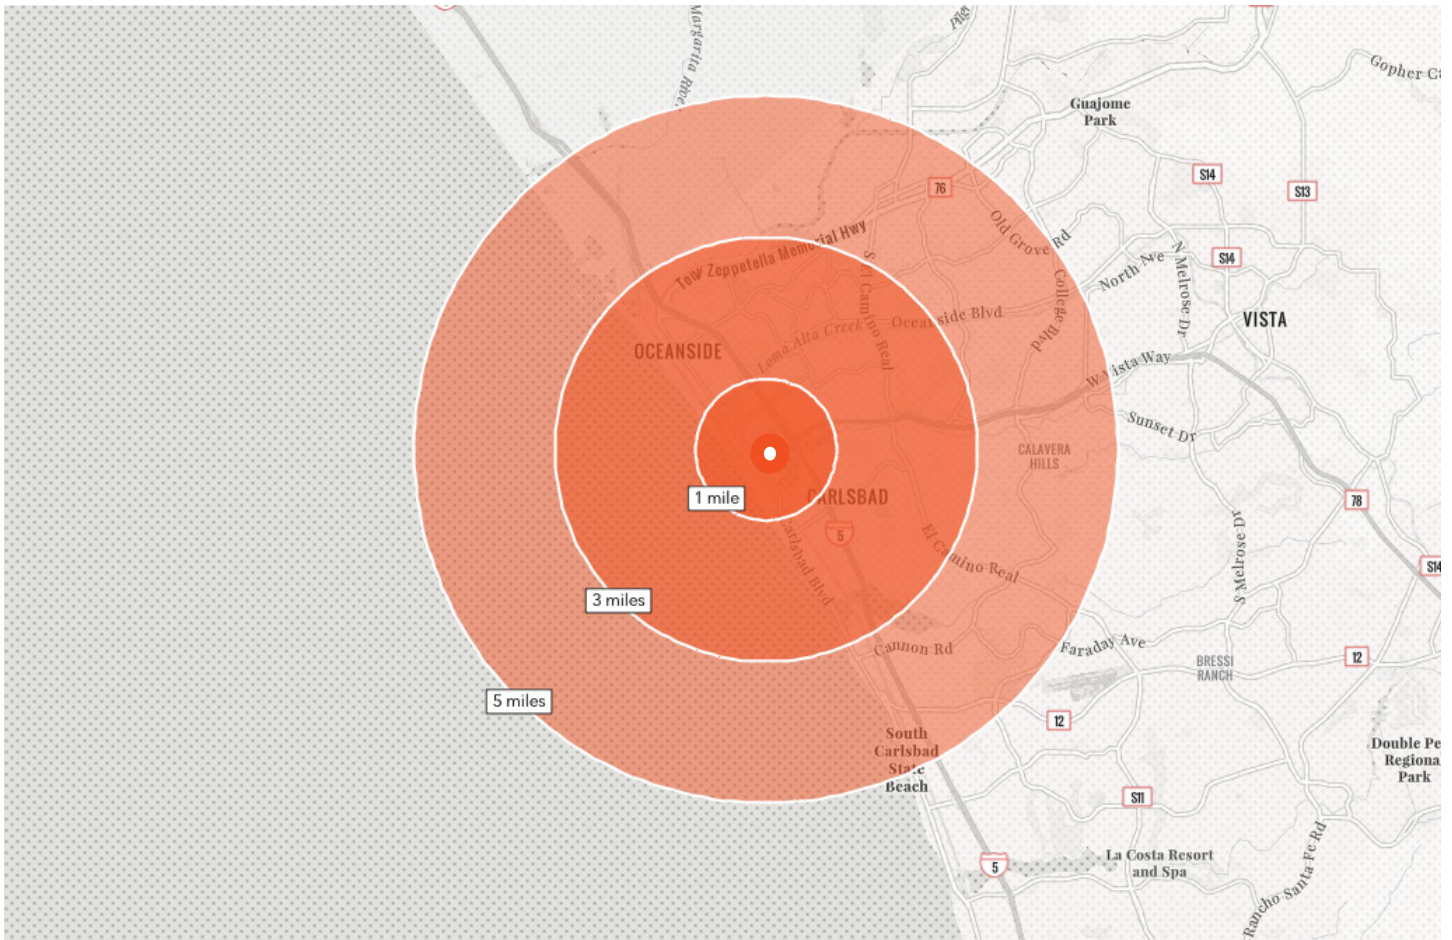 Pilgr
Margarita River
Gopher Ca
Guajome
Park
S14
S13
76
Old Grove Rd
Tony Zeppetella Memorial Hwy
S El Camino Real
College Blvd
North Ave
N Melrose Dr
S14
VISTA
Oceanside Blvd
Loma Alta Creek
OCEANSIDE
W Vista Way
Sunset Dr
CALAVERA
HILLS
1 mile
CARLSBAD
78
5
Carlsbad Blvd
El Camino Real
S Melrose Dr
S14
3 miles
Cannon Rd
Faraday Ave
BRESSI
RANCH
12
5 miles
12
South
Carlsbad
State
Beach
Double Pe
Regiona
Park
S11
La Costa Resort
and Spa
5
Rancho Santa Fe Rd